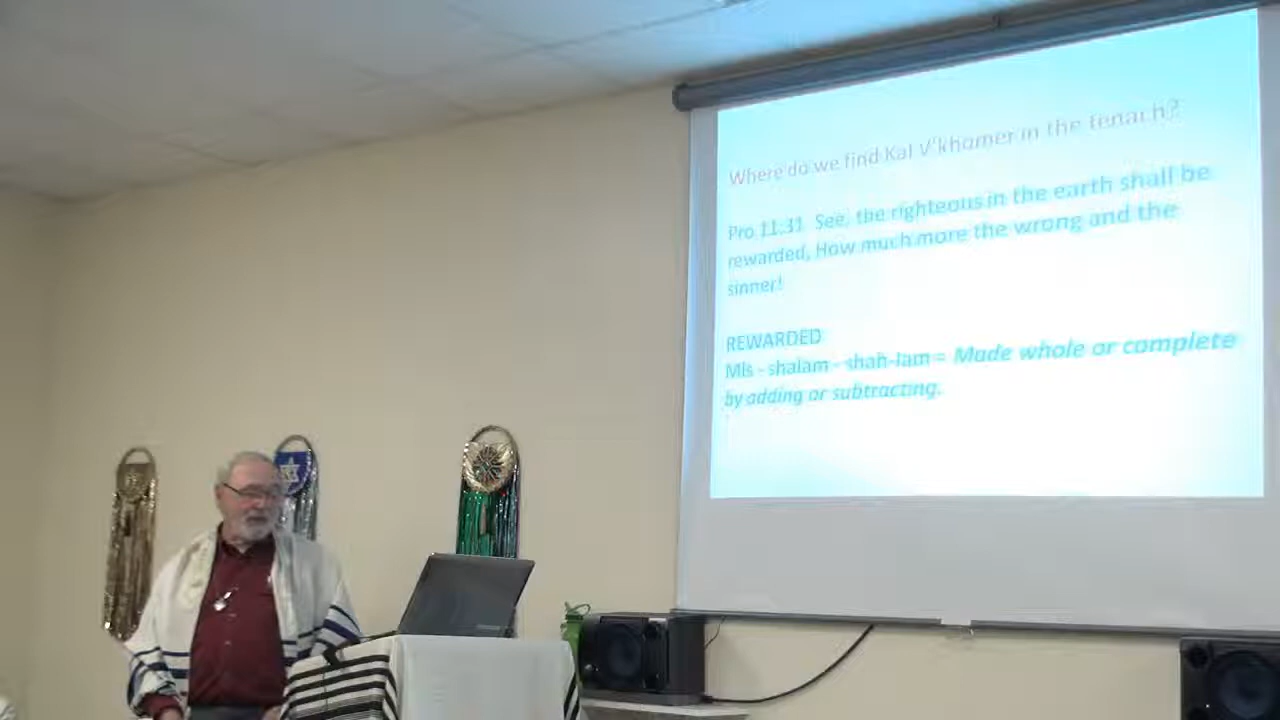 Where do we find Kal V'khomer in the tenach?
Pro 11:31 See, the righteous in the earth shall be
rewarded, How much more the wrong and the
sinner!
REWARDED
Mls - shalam - shah-lam = Made whole or complete
by adding or subtracting.